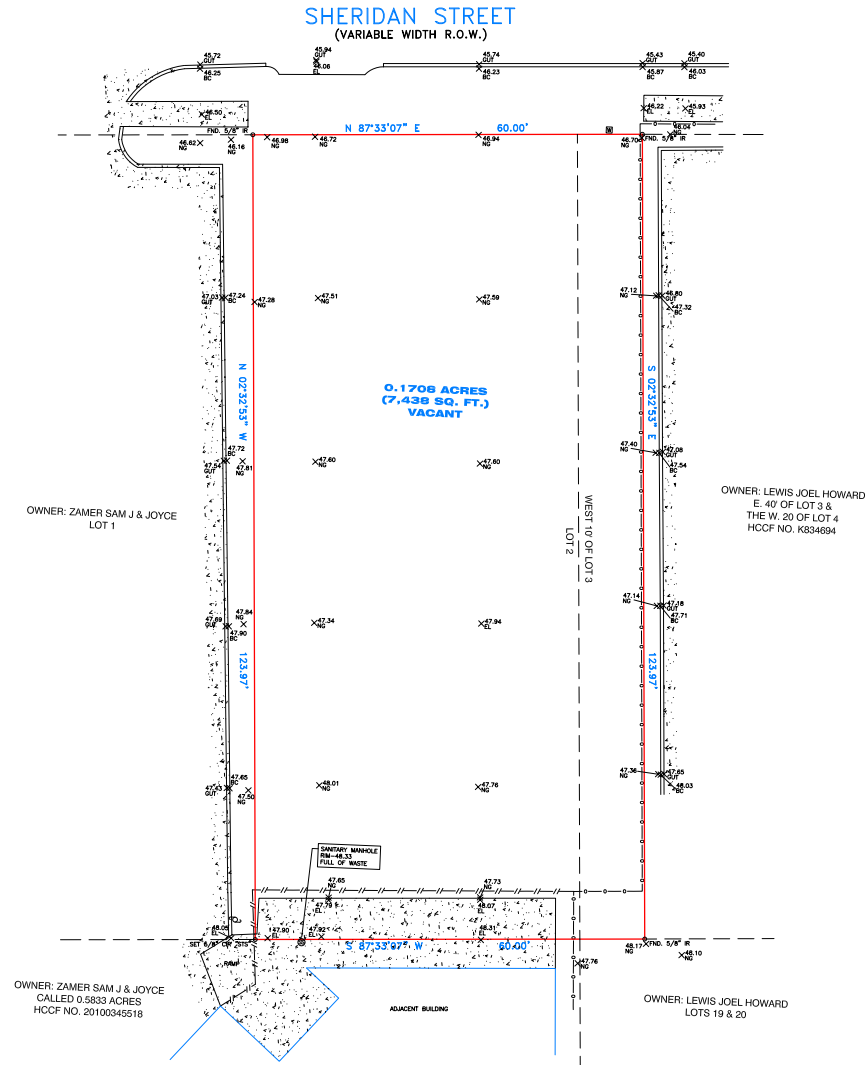 SHERIDAN STREET
(VARIABLE WIDTH R.O.W.)
45.72
GUT
46.25
BC
45.94
GUT
46.06
EL
45.74
GUT
46.23
BC
45.43
GUT
45.87
BC
45.40
GUT
46.03
BC
46.50
EL
46.22
EL
45.93
EL
FND. 5/8" IR
N 87°33'07" E
60.00'
W
46.04
NG
FND. 5/8" IR
46.62
NG
46.16
NG
46.98
NG
46.72
NG
46.94
NG
46.70
NG
47.03
GUT
47.24
BC
47.28
NG
47.51
NG
47.59
NG
47.12
NG
46.80
GUT
47.32
BC
N 02°32'53" W
S 02°32'53" E
0.1708 ACRES
(7,438 SQ. FT.)
VACANT
47.72
BC
47.54
GUT
47.81
NG
47.60
NG
47.60
NG
47.40
NG
47.08
GUT
47.54
BC
OWNER: ZAMER SAM J & JOYCE
LOT 1
WEST 10' OF LOT 3
LOT 2
OWNER: LEWIS JOEL HOWARD
E. 40' OF LOT 3 &
THE W. 20 OF LOT 4
HCCF NO. K834694
47.84
NG
47.69
GUT
47.90
BC
47.34
NG
47.94
EL
47.14
NG
47.18
GUT
47.71
BC
123.97'
123.97'
47.65
BC
47.43
GUT
47.50
NG
48.01
NG
47.76
NG
47.36
NG
47.65
GUT
48.03
BC
SANITARY MANHOLE
RIM=48.33
FULL OF WASTE
47.65
NG
47.79
EL
47.73
NG
48.07
EL
48.05
EL
47.90
EL
47.92
EL
48.31
EL
S 87°33'07" W
60.00'
48.17
NG
FND. 5/8" IR
48.10
NG
47.76
NG
RAMP
OWNER: ZAMER SAM J & JOYCE
CALLED 0.5833 ACRES
HCCF NO. 20100345518
ADJACENT BUILDING
OWNER: LEWIS JOEL HOWARD
LOTS 19 & 20